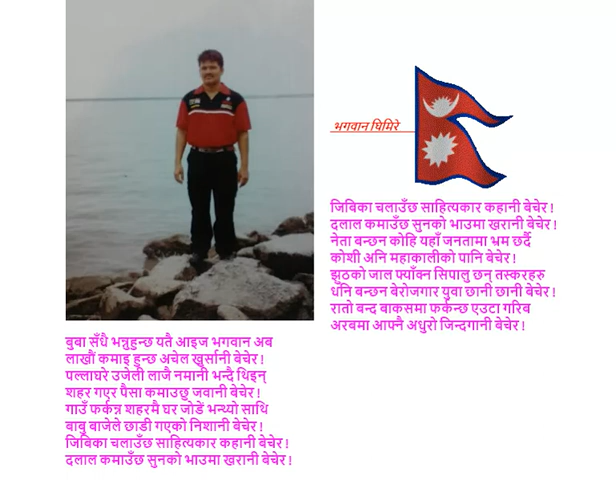 भगवान घिमिरे
जिबिका चलाउँछ साहित्यकार कहानी बेचेर !
दलाल कमाउँछ सुनको भाउमा खरानी बेचेर !
नेता बन्छन कोहि यहाँ जनतामा भ्रम छर्दै
कोशी अनि महाकालीको पानि बेचेर !
झुठको जाल फ्याँक्न सिपालु छन् तस्करहरु
धनि बन्छन बेरोजगार युवा छानी छानी बेचेर !
रातो बन्द बाकसमा फर्कन्छ एउटा गरिब
अरबमा आफ्नै अधुरो जिन्दगानी बेचेर !
बुबा सँधै भन्नुहुन्छ यतै आइज भगवान अब
लाखौं कमाइ हुन्छ अचेल खुर्सानी बेचेर !
पल्लाघरे उजेली लाजै नमानी भन्दै थिइन्
शहर गएर पैसा कमाउछु जवानी बेचेर !
गाउँ फर्कन्न शहरमै घर जोडें भन्थ्यो साथि
बाबु बाजेले छाडी गएको निशानी बेचेर !
जिबिका चलाउँछ साहित्यकार कहानी बेचेर !
दलाल कमाउँछ सुनको भाउमा खरानी बेचेर !